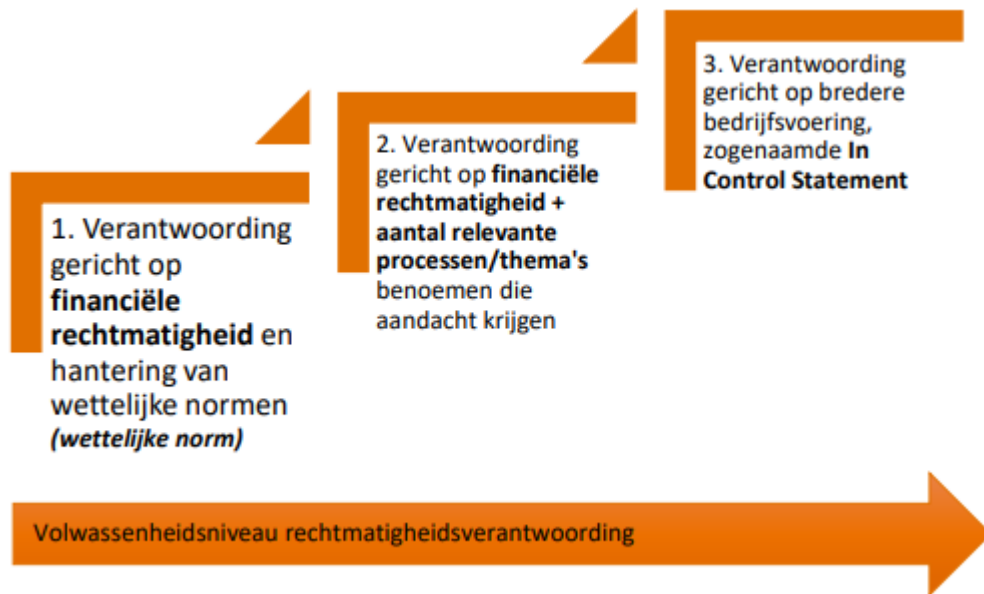 1. Verantwoording
gericht op
financiële
rechtmatigheid en
hantering van
wettelijke normen
(wettelijke norm)
2. Verantwoording
gericht op financiële
rechtmatigheid +
aantal relevante
processen/thema's
benoemen die
aandacht krijgen
3. Verantwoording
gericht op bredere
bedrijfsvoering,
zogenaamde In
Control Statement
Volwassenheidsniveau rechtmatigheidsverantwoording